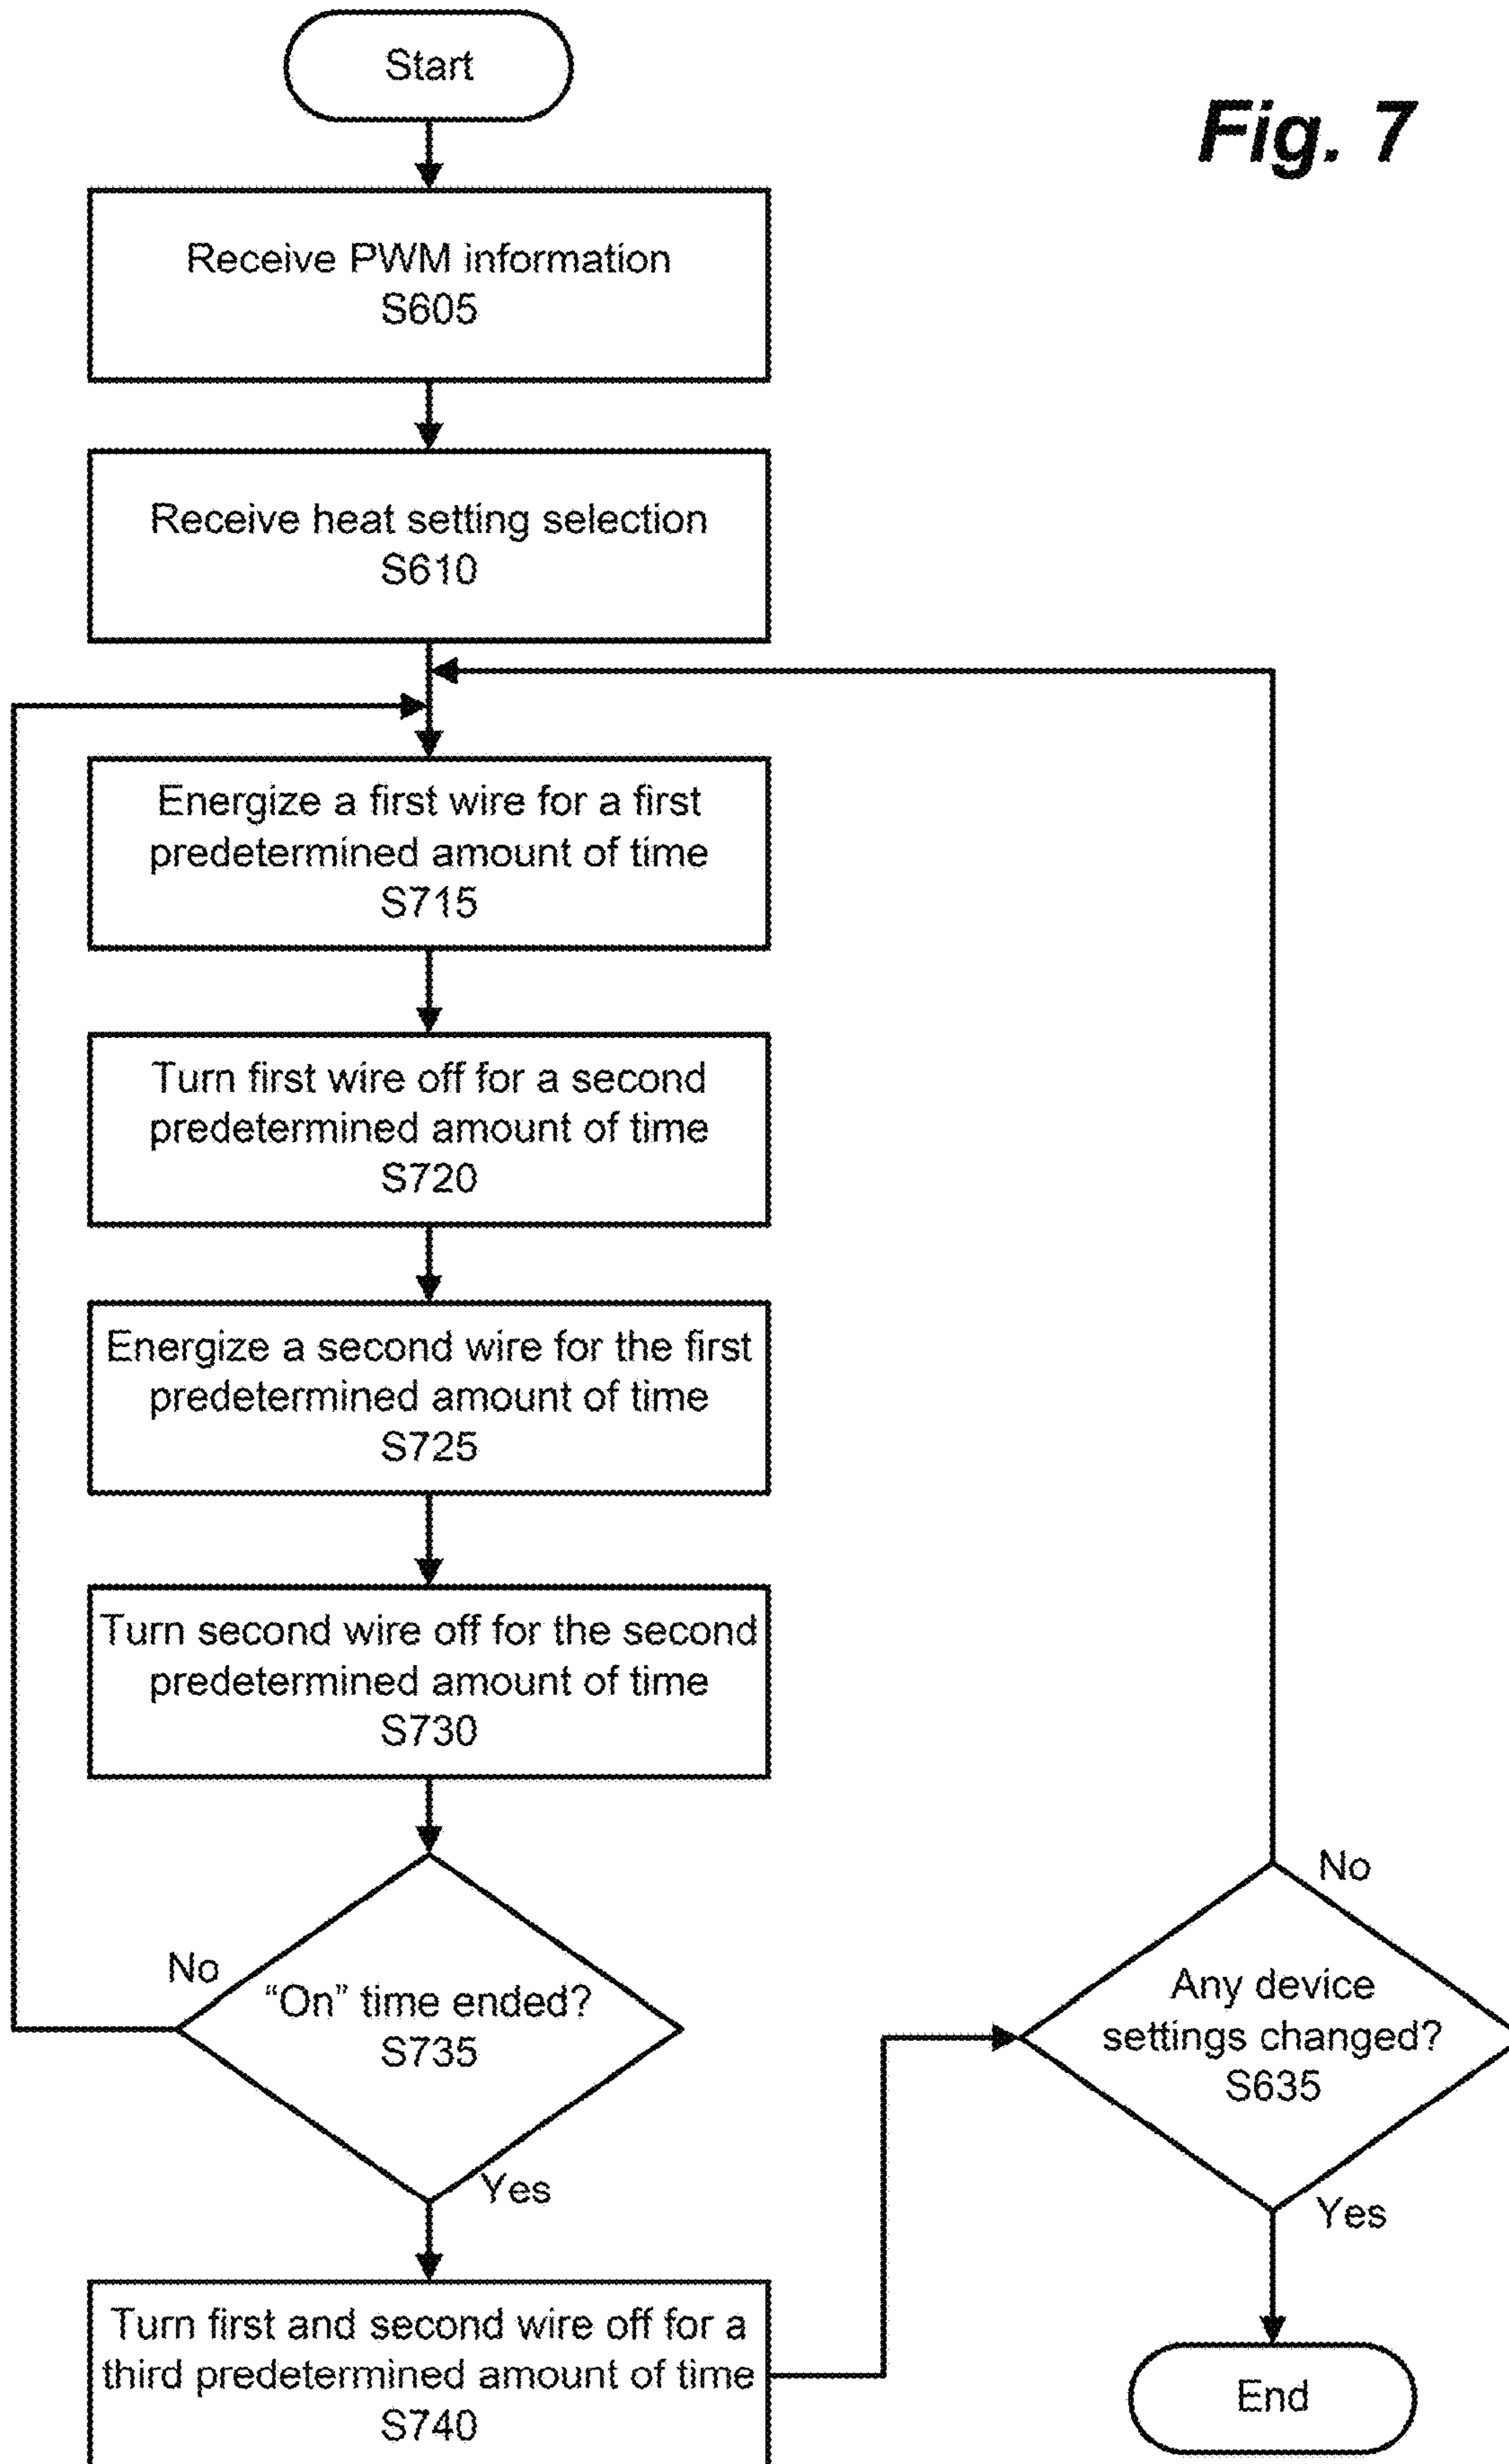 Start
Fig. 7
Receive PWM information
S605
Receive heat setting selection
S610
Energize a first wire for a first
predetermined amount of time
S715
Turn first wire off for a second
predetermined amount of time
S720
Energize a second wire for the first
predetermined amount of time
S725
Turn second wire off for the second
predetermined amount of time
S730
No
“On” time ended?
S735
Yes
Turn first and second wire off for a
third predetermined amount of time
S740
No
Any device
settings changed?
S635
Yes
End